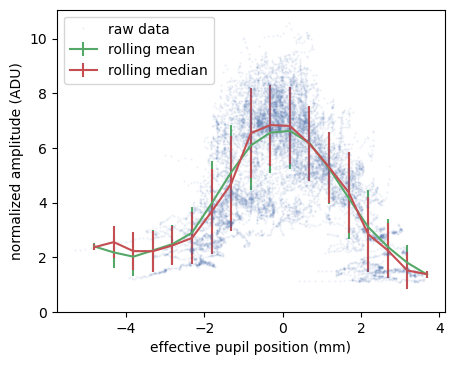 raw data
rolling mean
rolling median
normalized amplitude (ADU)
10
8
6
4
2
0
−4
−2
0
2
4
effective pupil position (mm)